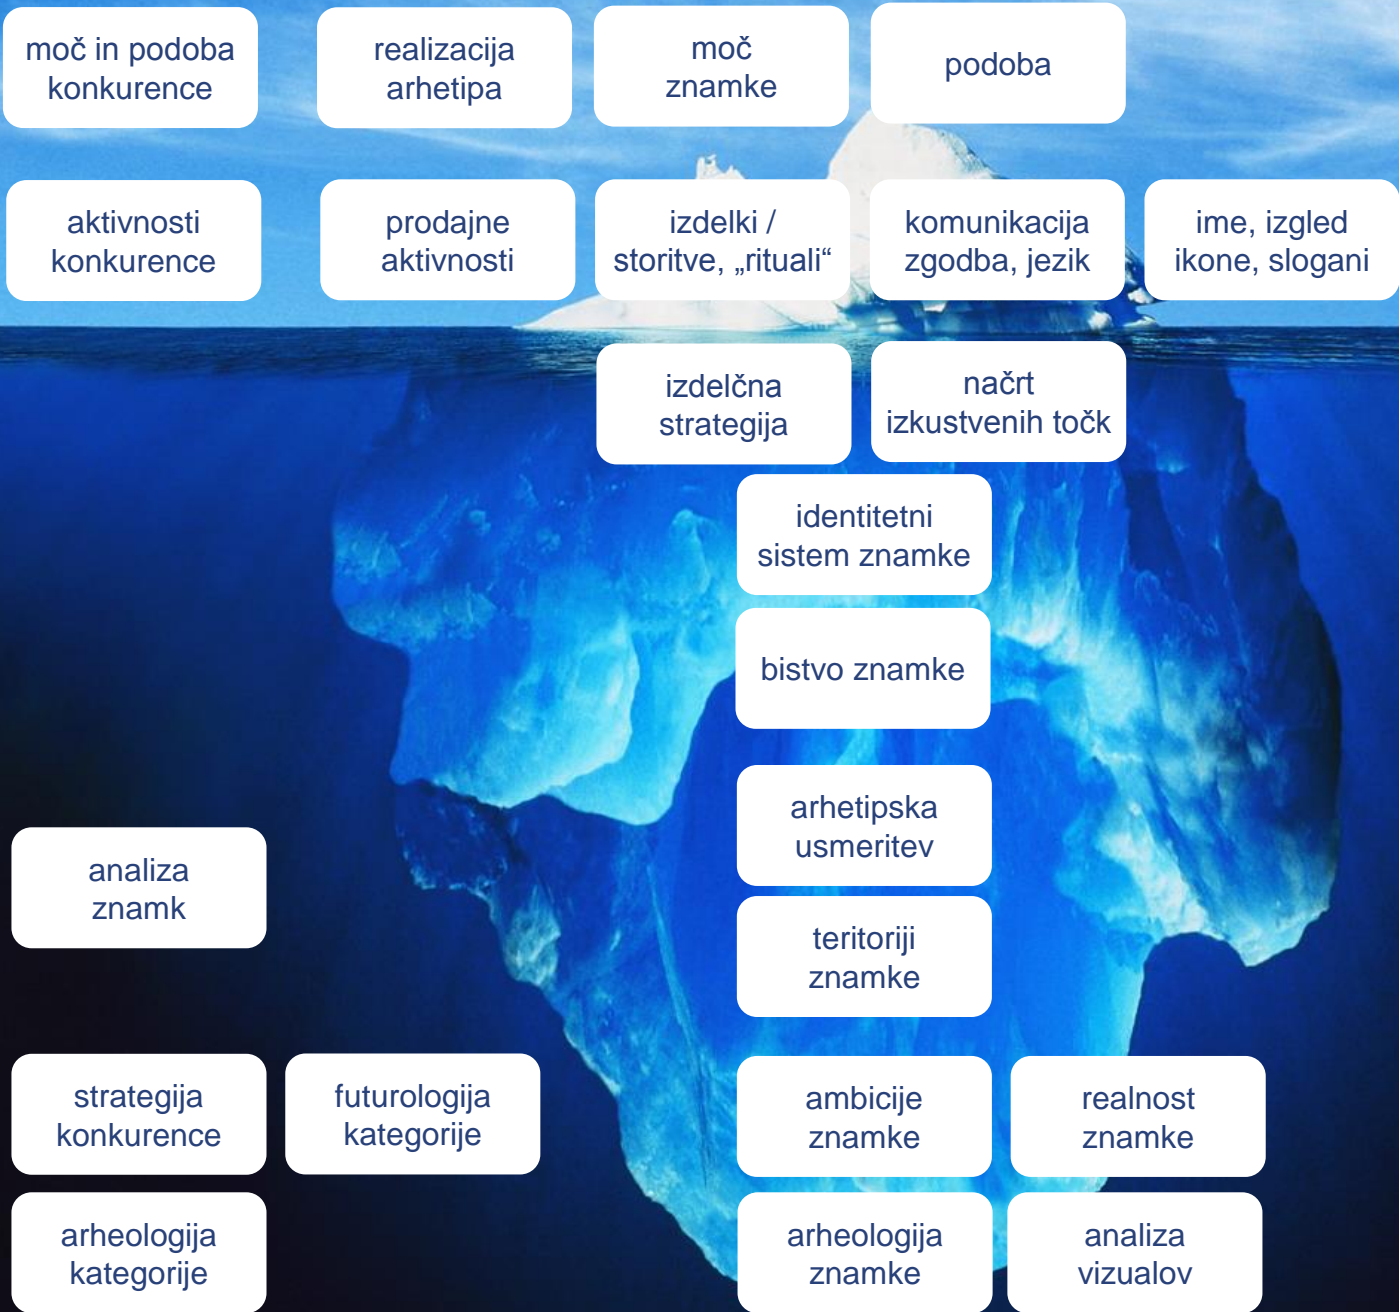 moč in podoba
konkurence
realizacija
arhetipa
moč
znamke
podoba
aktivnosti
konkurence
prodajne
aktivnosti
izdelki /
storitve, „rituali“
komunikacija
zgodba, jezik
ime, izgled
ikone, slogani
izdelčna
strategija
načrt
izkustvenih točk
identitetni
sistem znamke
bistvo znamke
arhetipska
usmeritev
analiza
znamk
teritoriji
znamke
strategija
konkurence
futurologija
kategorije
ambicije
znamke
realnost
znamke
arheologija
kategorije
arheologija
znamke
analiza
vizualov